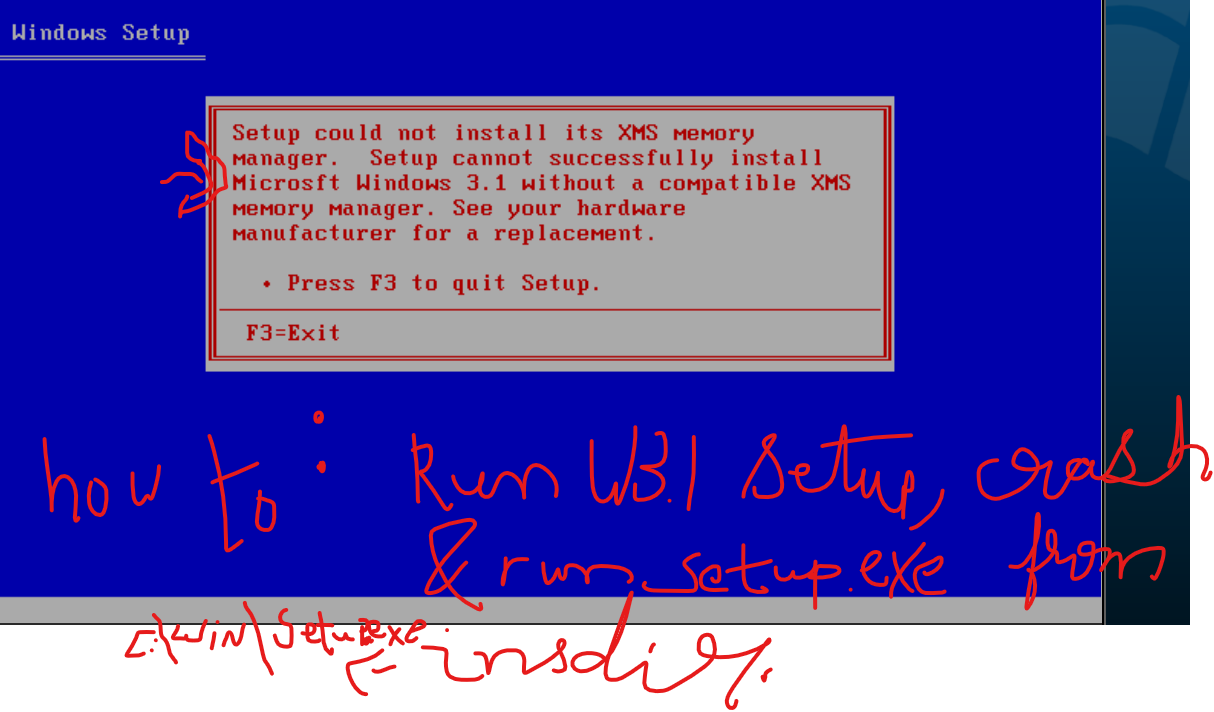 Windows Setup
Setup could not install its XMS memory
manager. Setup cannot successfully install
Microsft Windows 3.1 without a compatible XMS
memory manager. See your hardware
manufacturer for a replacement.
• Press F3 to quit Setup.
F3=Exit
how to: Run W3.1 Setup, crash
& run setup.exe from
C:\WIN\Setup.exe
insdir.